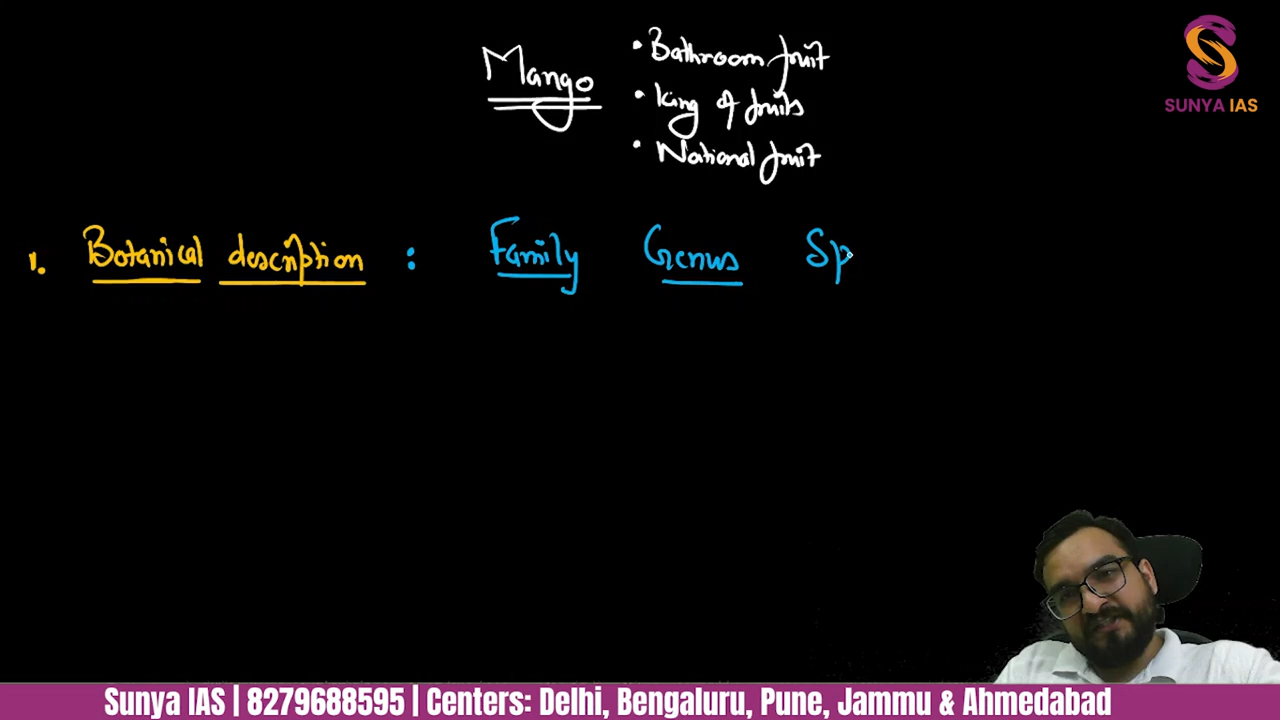 Mango
• Bathroom fruit
• King of fruits
• National fruit
SUNYA IAS
1. Botanical description : Family Genus Sp
Sunya IAS | 8279688595 | Centers: Delhi, Bengaluru, Pune, Jammu & Ahmedabad